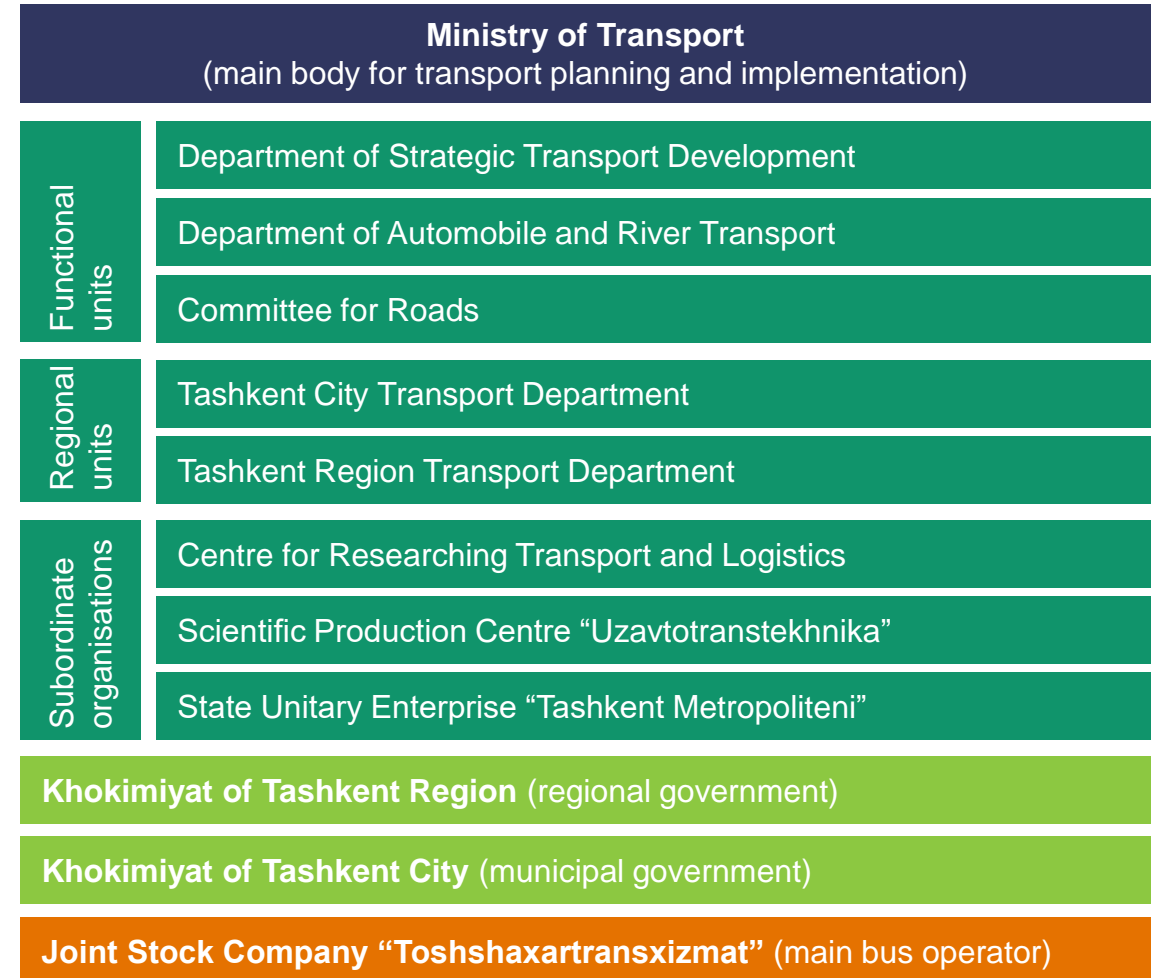 Ministry of Transport
(main body for transport planning and implementation)
Functional
units
Department of Strategic Transport Development
Department of Automobile and River Transport
Committee for Roads
Regional
units
Tashkent City Transport Department
Tashkent Region Transport Department
Subordinate
organisations
Centre for Researching Transport and Logistics
Scientific Production Centre “Uzavtotranstekhnika”
State Unitary Enterprise “Tashkent Metropoliteni”
Khokimiyat of Tashkent Region (regional government)
Khokimiyat of Tashkent City (municipal government)
Joint Stock Company “Toshshaxartransxizmat” (main bus operator)